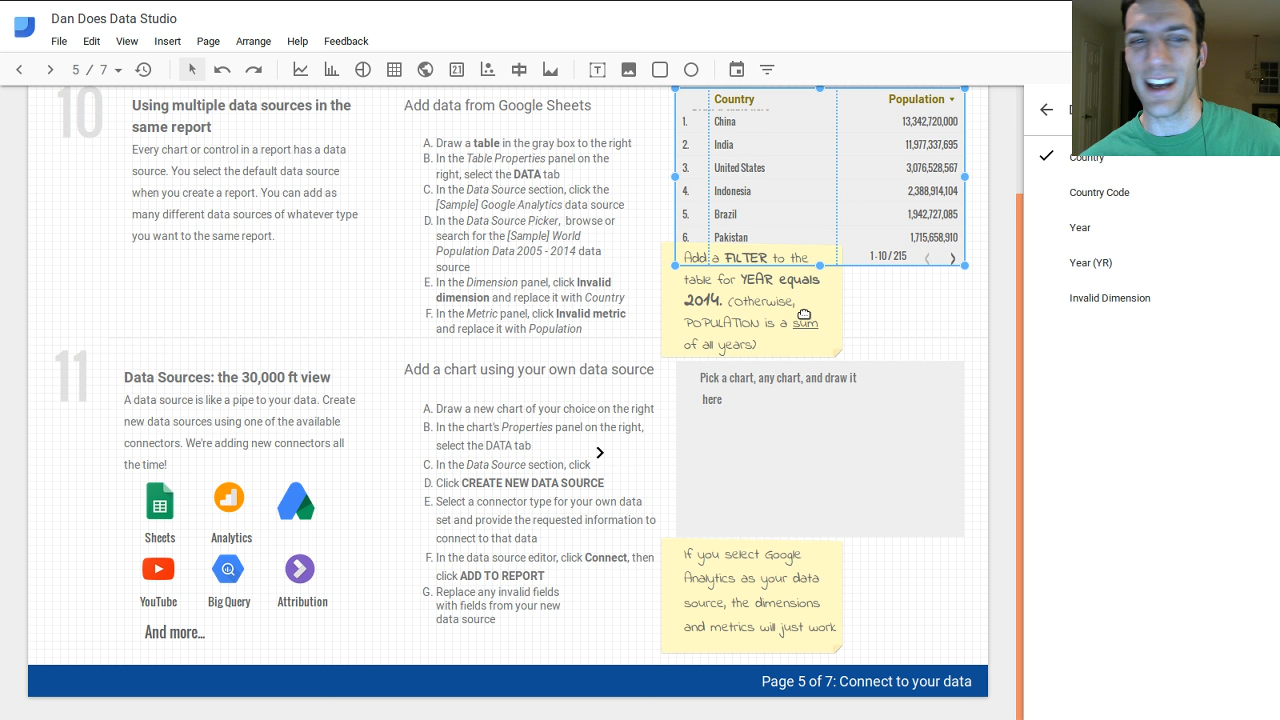 Dan Does Data Studio
File Edit View Insert Page Arrange Help Feedback
5 / 7
10
Using multiple data sources in the
same report
Every chart or control in a report has a data
source. You select the default data source
when you create a report. You can add as
many different data sources of whatever type
you want to the same report.
Add data from Google Sheets
A. Draw a table in the gray box to the right
B. In the Table Properties panel on the
right, select the DATA tab
C. In the Data Source section, click the
[Sample] Google Analytics data source
D. In the Data Source Picker, browse or
search for the [Sample] World
Population Data 2005 - 2014 data
source
E. In the Dimension panel, click Invalid
dimension and replace it with Country
F. In the Metric panel, click Invalid metric
and replace it with Population
Country Population
1. China 13,342,720,000
2. India 11,977,337,695
3. United States 3,076,528,567
4. Indonesia 2,388,914,104
5. Brazil 1,942,727,085
6. Pakistan 1,715,658,910
1-10 / 215
Add a FILTER to the
table for YEAR equals
2014. (Otherwise,
POPULATION is a sum
of all years)
11
Data Sources: the 30,000 ft view
A data source is like a pipe to your data. Create
new data sources using one of the available
connectors. We're adding new connectors all
the time!
Sheets Analytics
YouTube Big Query Attribution
And more...
Add a chart using your own data source
A. Draw a new chart of your choice on the right
B. In the chart's Properties panel on the right,
select the DATA tab
C. In the Data Source section, click
D. Click CREATE NEW DATA SOURCE
E. Select a connector type for your own data
set and provide the requested information to
connect to that data
F. In the data source editor, click Connect, then
click ADD TO REPORT
G. Replace any invalid fields
with fields from your new
data source
Pick a chart, any chart, and draw it
here
If you select Google
Analytics as your data
source, the dimensions
and metrics will just work
Page 5 of 7: Connect to your data
Country
Country Code
Year
Year (YR)
Invalid Dimension